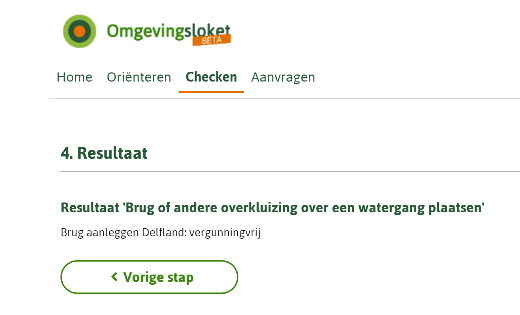 Omgevingsloket
BETA
Home Oriënteren Checken Aanvragen
4. Resultaat
Resultaat 'Brug of andere overkluizing over een watergang plaatsen'
Brug aanleggen Delfland: vergunningvrij
Vorige stap